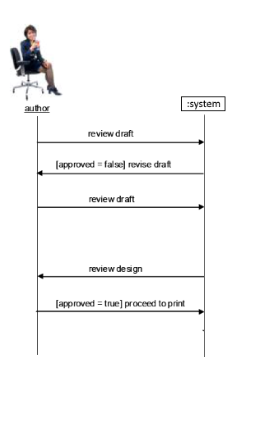 author
:system
review draft
[approved = false] revise draft
review draft
review design
[approved = true] proceed to print